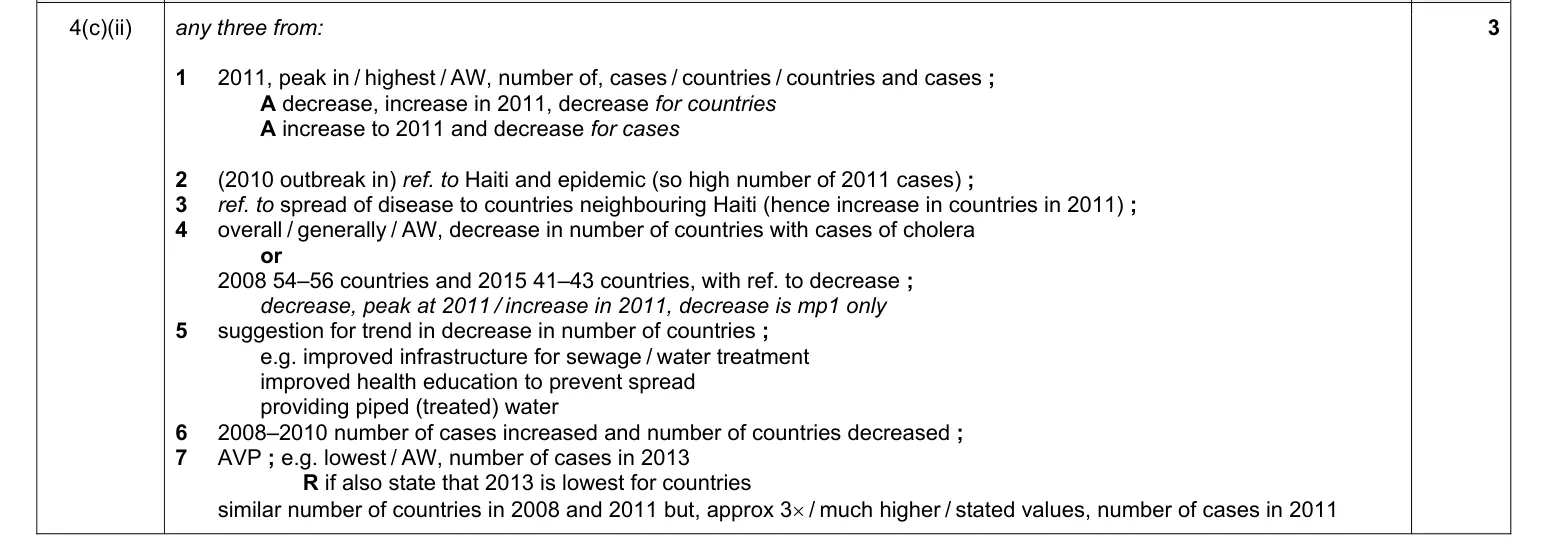 4(c)(ii) any three from: 3
1 2011, peak in / highest / AW, number of, cases / countries / countries and cases ;
A decrease, increase in 2011, decrease for countries
A increase to 2011 and decrease for cases
2 (2010 outbreak in) ref. to Haiti and epidemic (so high number of 2011 cases) ;
3 ref. to spread of disease to countries neighbouring Haiti (hence increase in countries in 2011) ;
4 overall / generally / AW, decrease in number of countries with cases of cholera
or
2008 54–56 countries and 2015 41–43 countries, with ref. to decrease ;
decrease, peak at 2011 / increase in 2011, decrease is mp1 only
5 suggestion for trend in decrease in number of countries ;
e.g. improved infrastructure for sewage / water treatment
improved health education to prevent spread
providing piped (treated) water
6 2008–2010 number of cases increased and number of countries decreased ;
7 AVP ; e.g. lowest / AW, number of cases in 2013
R if also state that 2013 is lowest for countries
similar number of countries in 2008 and 2011 but, approx 3× / much higher / stated values, number of cases in 2011